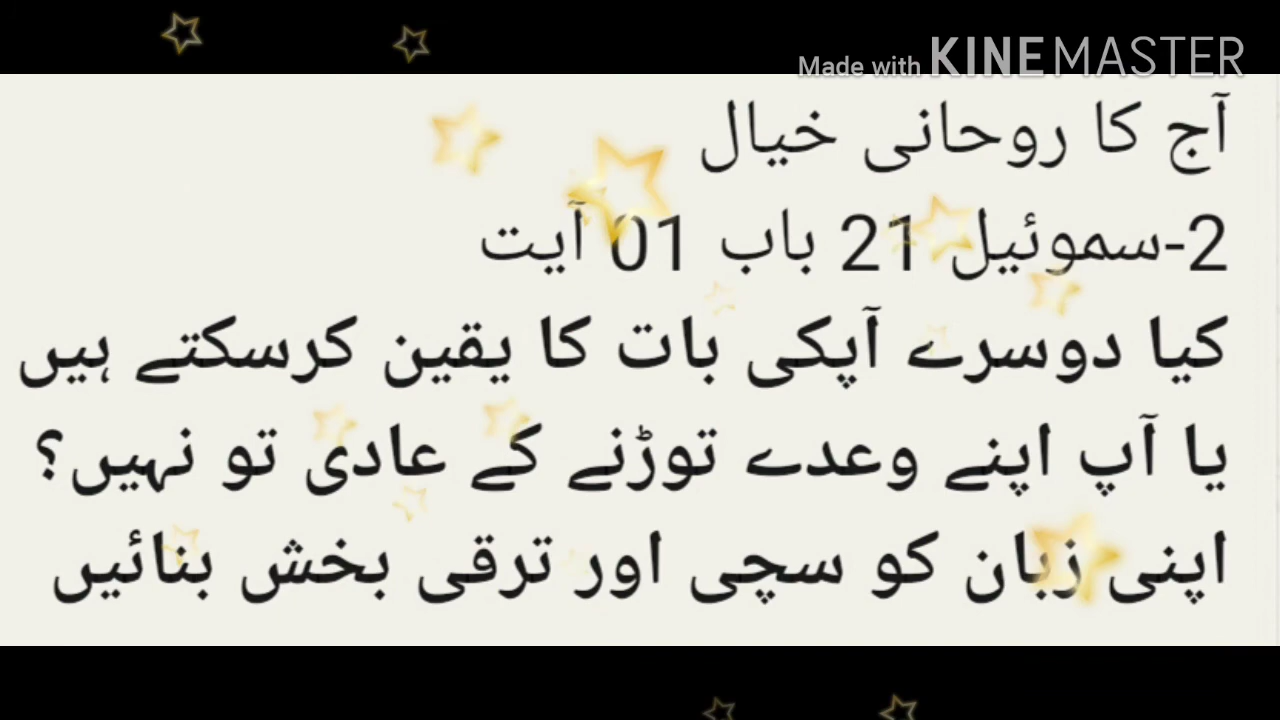 Made with KINEMASTER
آج کا روحانی خیال
2-سموئیل 21 باب 01 آیت
کیا دوسرے آپکی بات کا یقین کرسکتے ہیں
یا آپ اپنے وعدے توڑنے کے عادی تو نہیں؟
اپنی زبان کو سچی اور ترقی بخش بنائیں